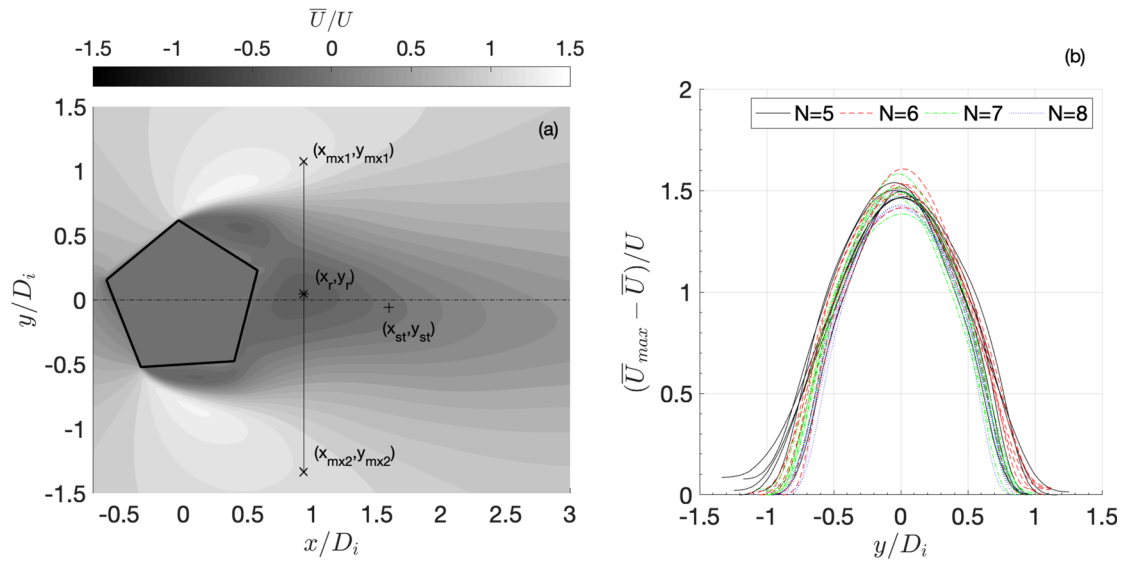 U̅/U
-1.5 -1 -0.5 0 0.5 1 1.5
(a)
1.5
1
0.5
0
-0.5
-1
-1.5
y/D_i
(x_mx1,y_mx1)
(x_r,y_r)
(x_st,y_st)
(x_mx2,y_mx2)
-0.5 0 0.5 1 1.5 2 2.5 3
x/D_i
(b)
N=5 N=6 N=7 N=8
2
1.5
1
0.5
0
(U̅_max − U̅)/U
-1.5 -1 -0.5 0 0.5 1 1.5
y/D_i